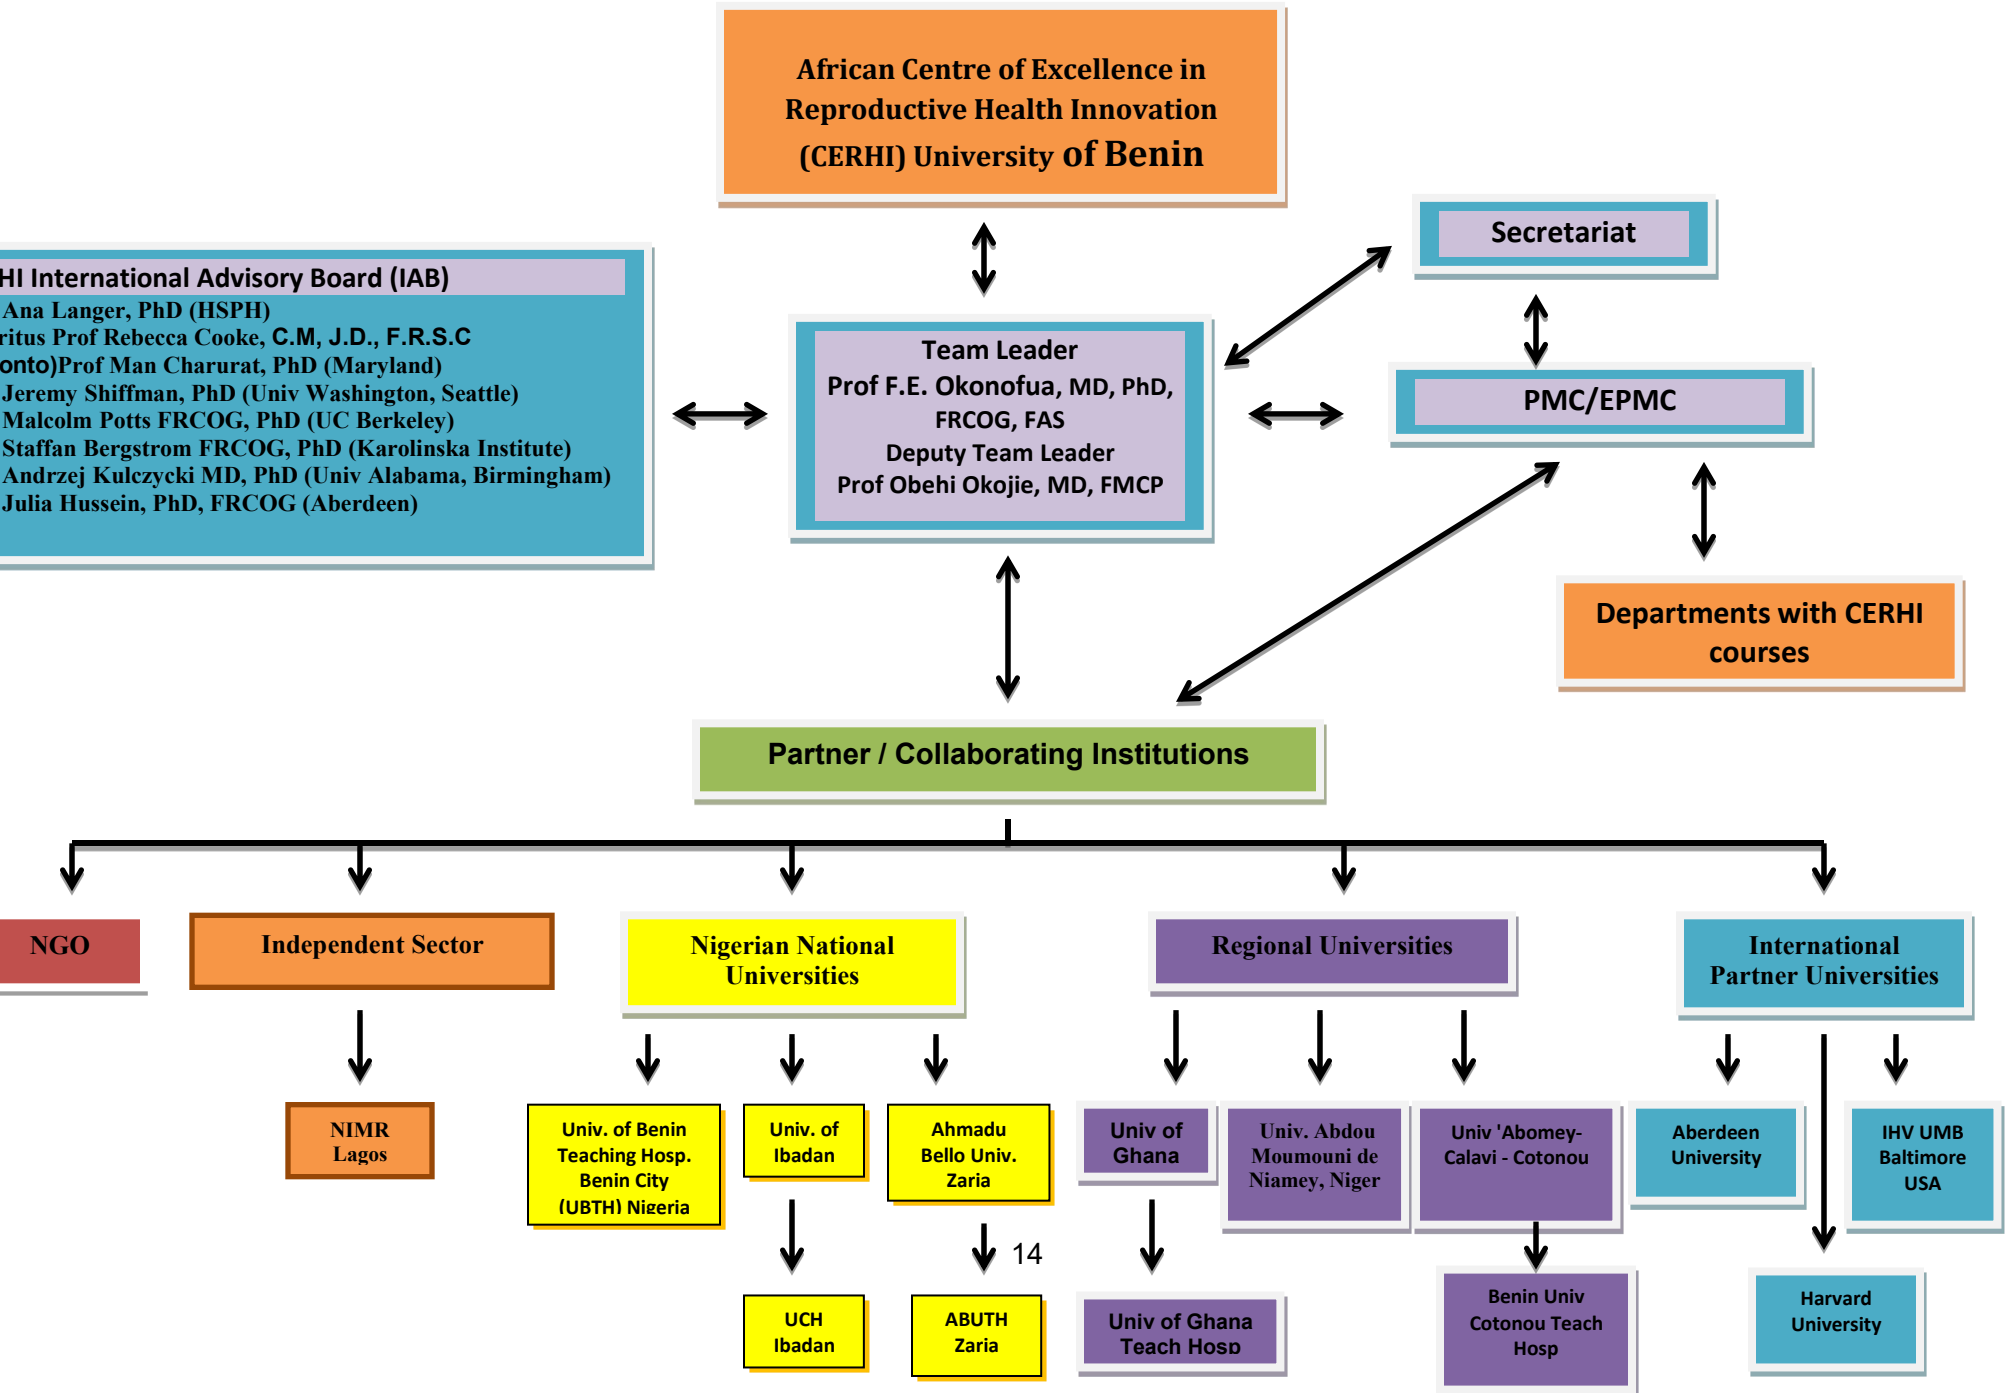 African Centre of Excellence in
Reproductive Health Innovation
(CERHI) University of Benin
Secretariat
HI International Advisory Board (IAB)
Ana Langer, PhD (HSPH)
ritus Prof Rebecca Cooke, C.M, J.D., F.R.S.C
onto)Prof Man Charurat, PhD (Maryland)
Jeremy Shiffman, PhD (Univ Washington, Seattle)
Malcolm Potts FRCOG, PhD (UC Berkeley)
Staffan Bergstrom FRCOG, PhD (Karolinska Institute)
Andrzej Kulczycki MD, PhD (Univ Alabama, Birmingham)
Julia Hussein, PhD, FRCOG (Aberdeen)
Team Leader
Prof F.E. Okonofua, MD, PhD,
FRCOG, FAS
Deputy Team Leader
Prof Obehi Okojie, MD, FMCP
PMC/EPMC
Departments with CERHI
courses
Partner / Collaborating Institutions
NGO
Independent Sector
Nigerian National
Universities
Regional Universities
International
Partner Universities
NIMR
Lagos
Univ. of Benin
Teaching Hosp.
Benin City
(UBTH) Nigeria
Univ. of
Ibadan
Ahmadu
Bello Univ.
Zaria
Univ of
Ghana
Univ. Abdou
Moumouni de
Niamey, Niger
Univ 'Abomey-
Calavi - Cotonou
Aberdeen
University
IHV UMB
Baltimore
USA
14
UCH
Ibadan
ABUTH
Zaria
Univ of Ghana
Teach Hosp
Benin Univ
Cotonou Teach
Hosp
Harvard
University